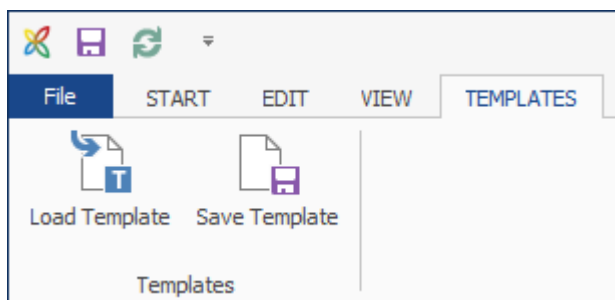 File START EDIT VIEW TEMPLATES
T
Load Template Save Template
Templates